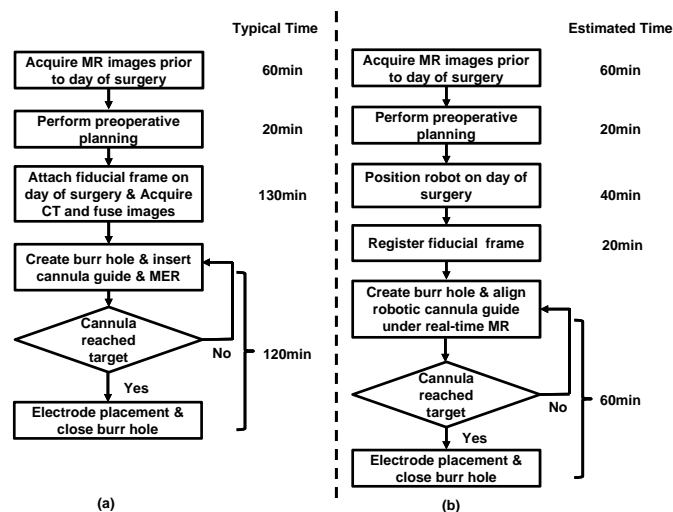 Typical Time
Acquire MR images prior
to day of surgery
60min
Perform preoperative
planning
20min
Attach fiducial frame on
day of surgery & Acquire
CT and fuse images
130min
Create burr hole & insert
cannula guide & MER
Cannula
reached
target
No
120min
Yes
Electrode placement &
close burr hole
(a)
Estimated Time
Acquire MR images prior
to day of surgery
60min
Perform preoperative
planning
20min
Position robot on day of
surgery
40min
Register fiducial frame
20min
Create burr hole & align
robotic cannula guide
under real-time MR
Cannula
reached
target
No
60min
Yes
Electrode placement &
close burr hole
(b)